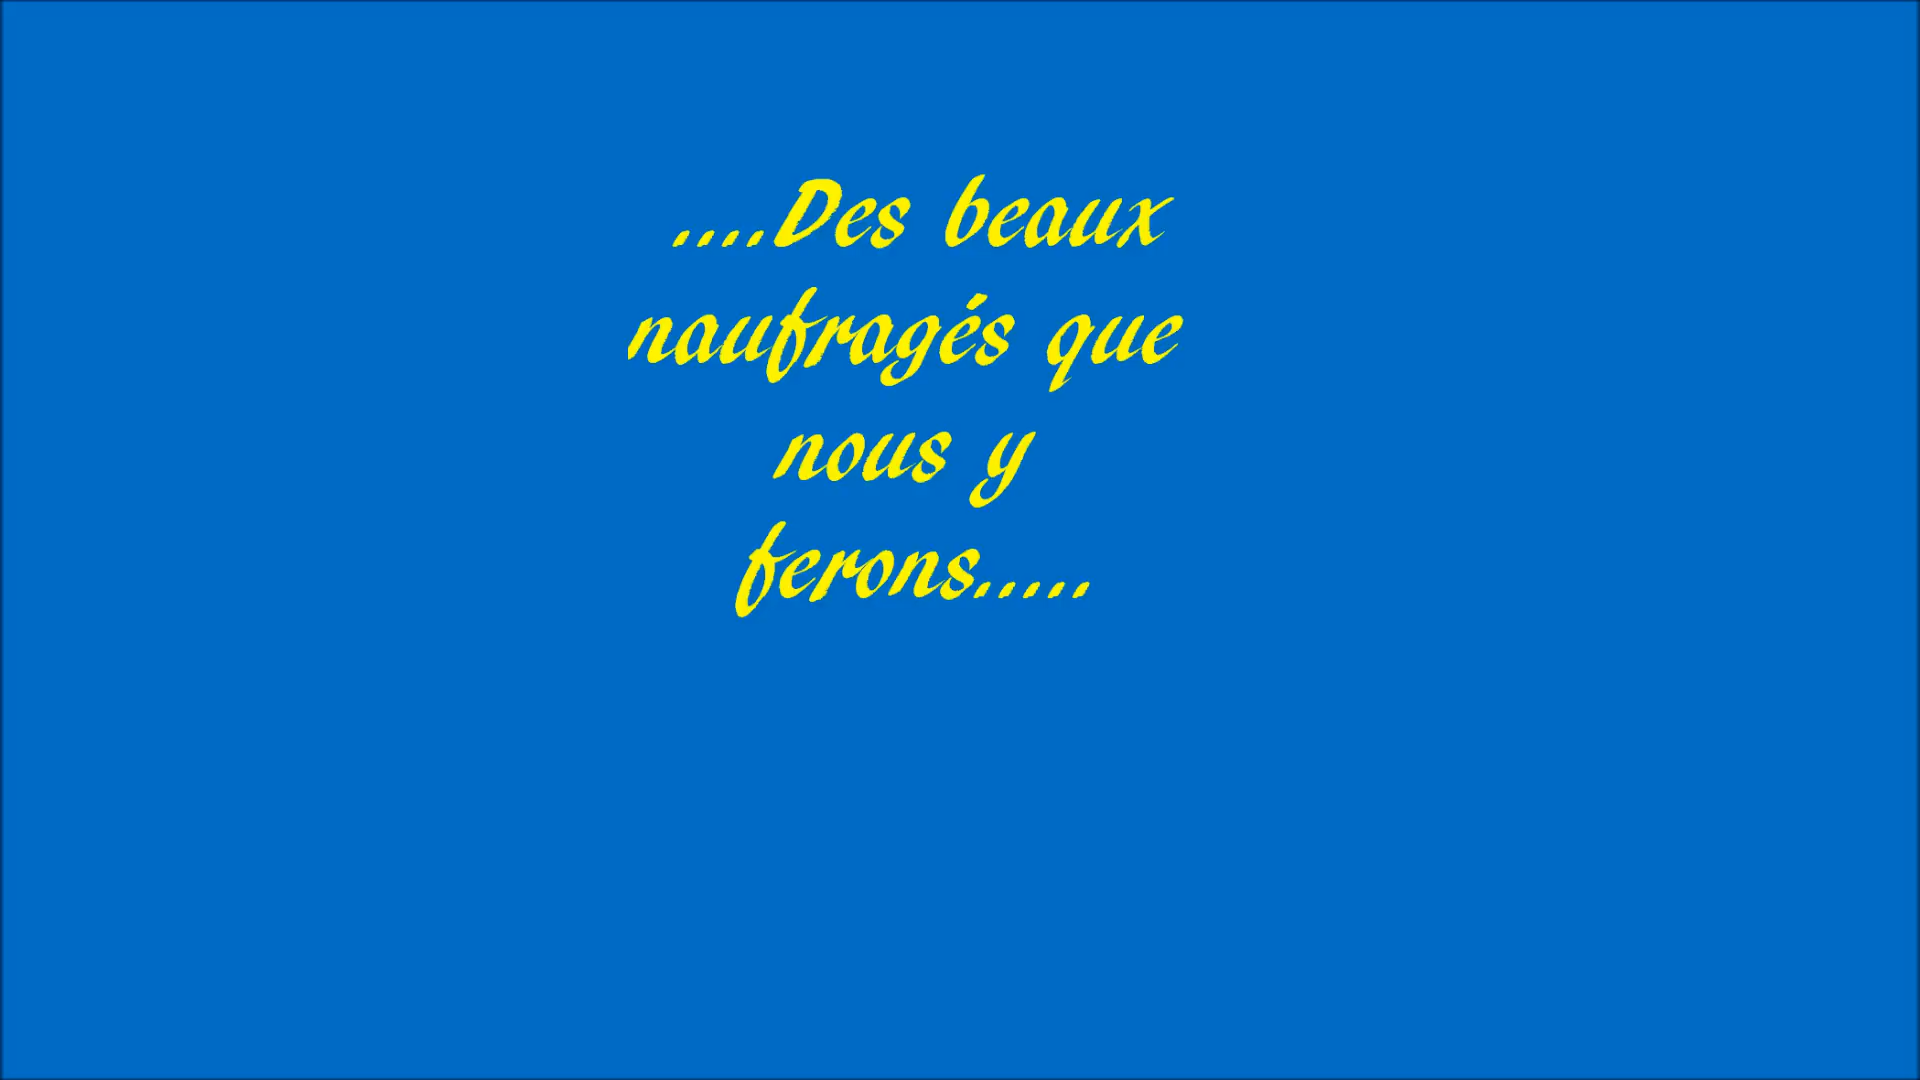 ....Des beaux
naufragés que
nous y
ferons.....